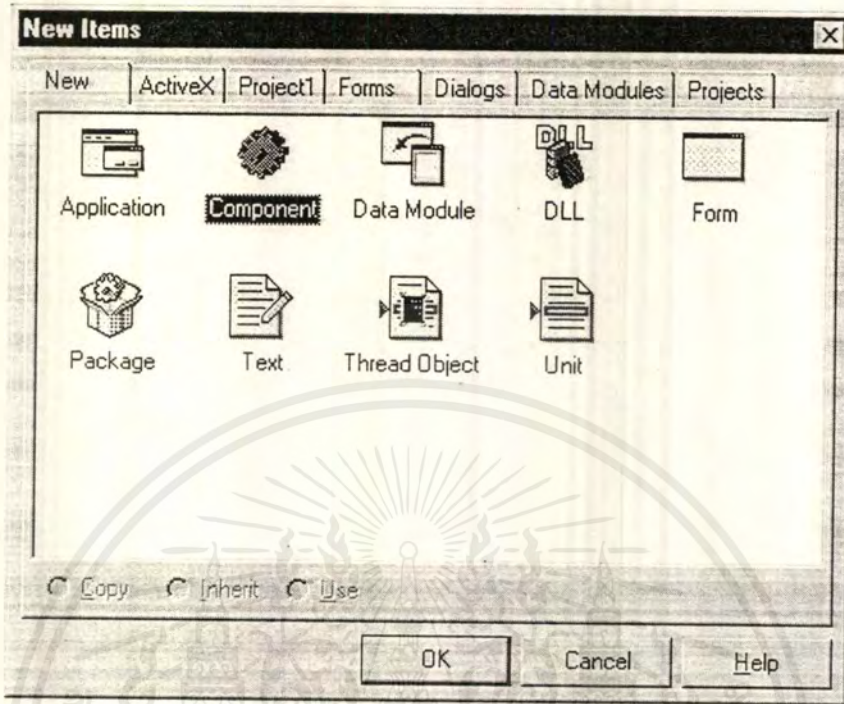 New Items
New ActiveX Project1 Forms Dialogs Data Modules Projects
DLL
Application Component Data Module DLL Form
Package Text Thread Object Unit
Copy Inherit Use
OK Cancel Help